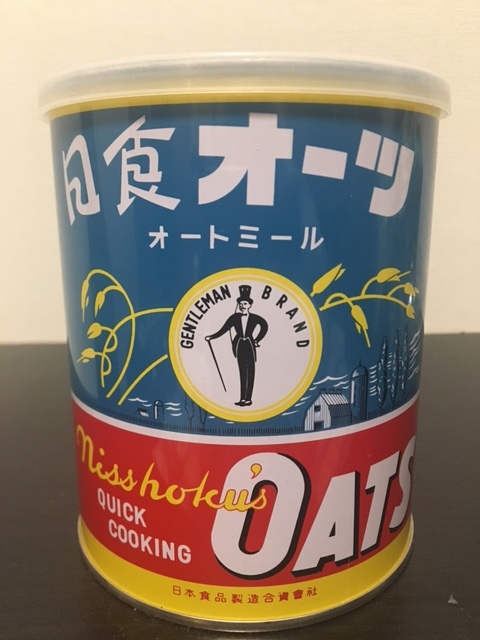 日食オーツ
オートミール
GENTLEMAN BRAND
Nisshoku's
QUICK
COOKING
OATS
日本食品製造合資會社